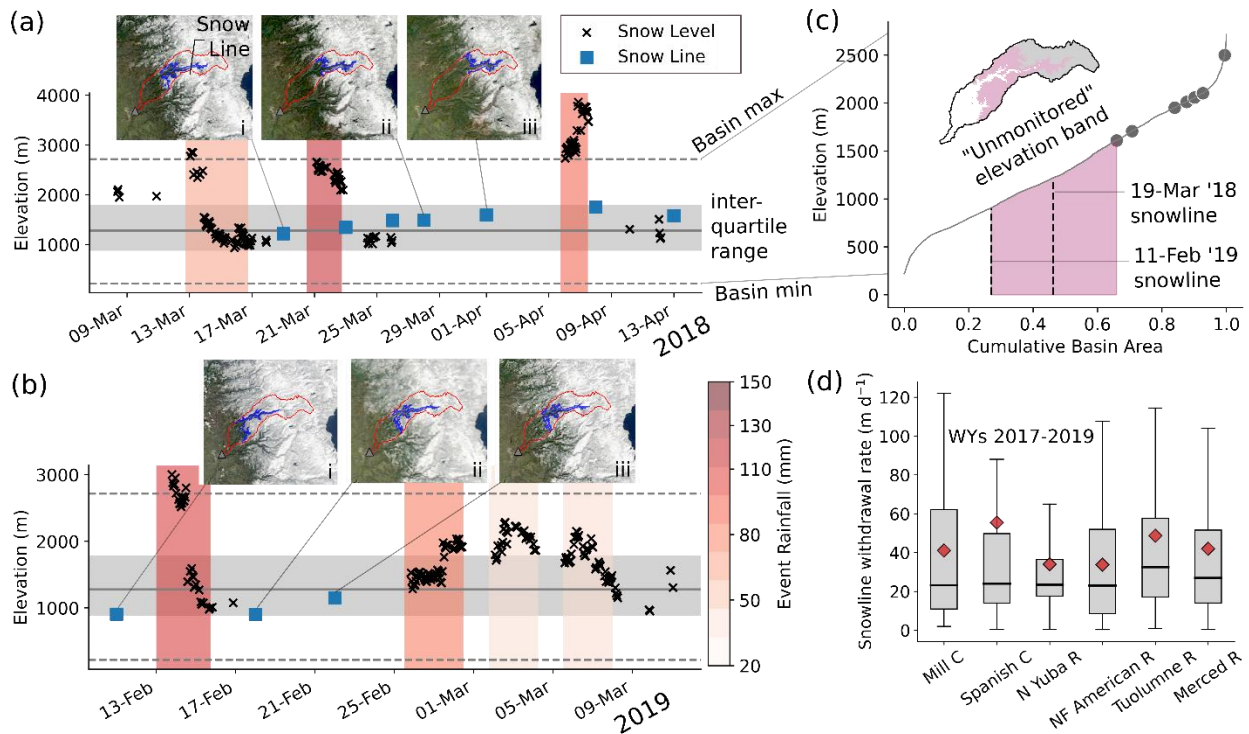 (a)
Snow
Line
i
ii
iii
Snow Level
Snow Line
4000
3000
2000
1000
Elevation (m)
Basin max
inter-
quartile
range
Basin min
09-Mar
13-Mar
17-Mar
21-Mar
25-Mar
29-Mar
01-Apr
05-Apr
09-Apr
13-Apr
2018
(b)
i
ii
iii
3000
2000
1000
Elevation (m)
13-Feb
17-Feb
21-Feb
25-Feb
01-Mar
05-Mar
09-Mar
2019
150
130
110
80
50
20
Event Rainfall (mm)
(c)
2500
2000
1500
1000
500
0
Elevation (m)
"Unmonitored"
elevation band
19-Mar '18
snowline
11-Feb '19
snowline
0.0
0.2
0.4
0.6
0.8
1.0
Cumulative Basin Area
(d)
120
100
80
60
40
20
0
Snowline withdrawal rate (m d⁻¹)
WYs 2017-2019
Mill C
Spanish C
N Yuba R
NF American R
Tuolumne R
Merced R